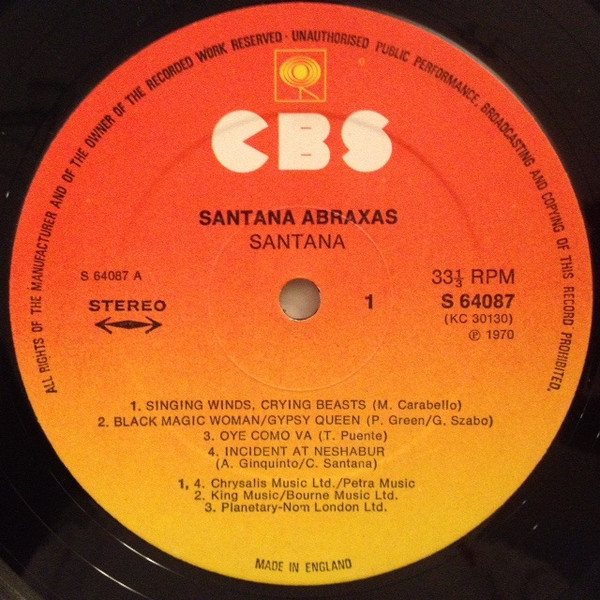 ALL RIGHTS OF THE MANUFACTURER AND OF THE OWNER OF THE RECORDED WORK RESERVED · UNAUTHORISED PUBLIC PERFORMANCE, BROADCASTING AND COPYING OF THIS RECORD PROHIBITED.
CBS
SANTANA ABRAXAS
SANTANA
S 64087 A
33⅓ RPM
STEREO
1
S 64087
(KC 30130)
℗ 1970
1. SINGING WINDS, CRYING BEASTS (M. Carabello)
2. BLACK MAGIC WOMAN/GYPSY QUEEN (P. Green/G. Szabo)
3. OYE COMO VA (T. Puente)
4. INCIDENT AT NESHABUR
(A. Ginquinto/C. Santana)
1, 4. Chrysalis Music Ltd./Petra Music
2. King Music/Bourne Music Ltd.
3. Planetary-Nom London Ltd.
MADE IN ENGLAND